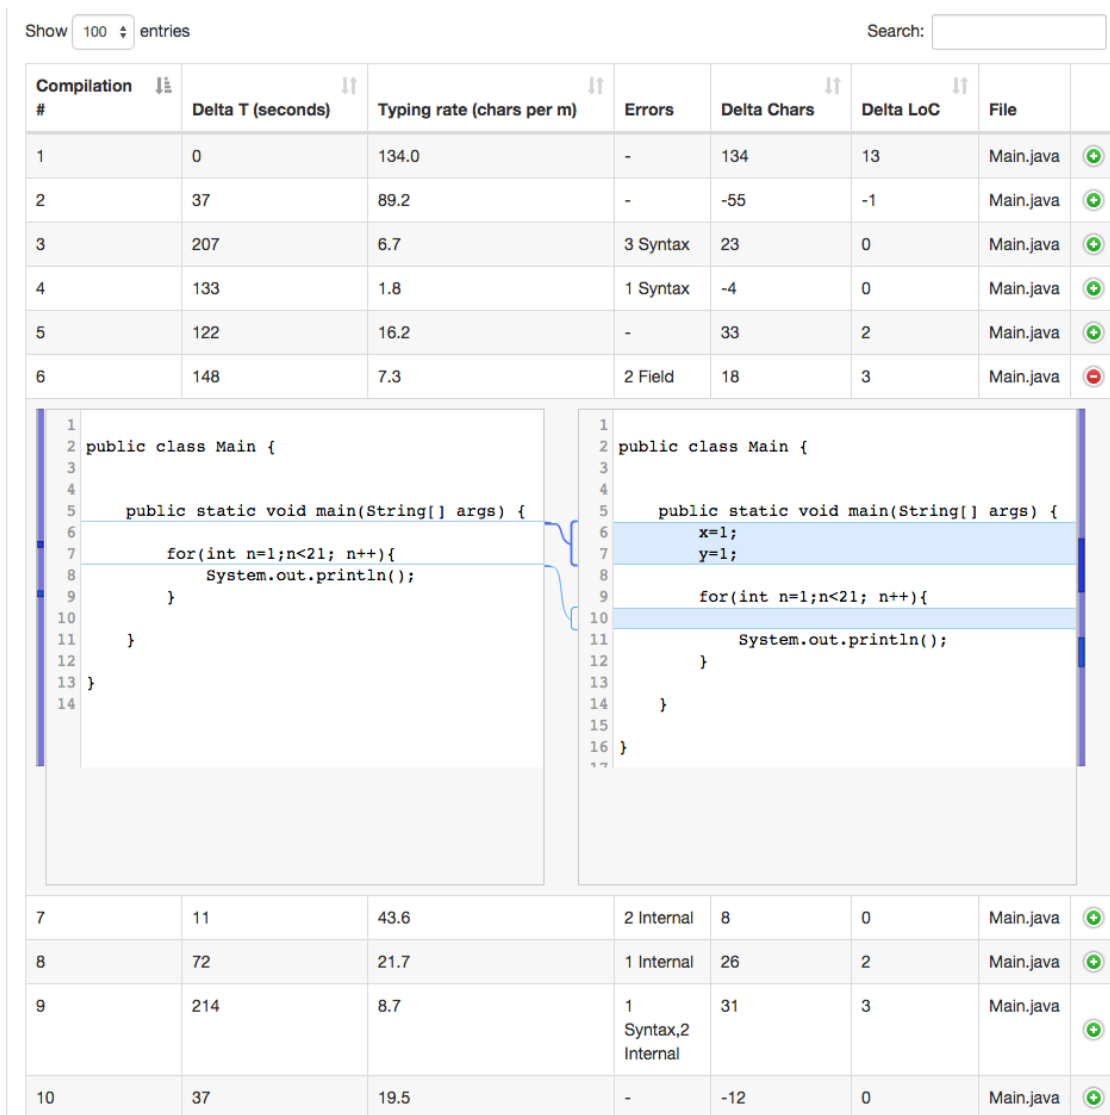 Show 100 entries Search:
Compilation # Delta T (seconds) Typing rate (chars per m) Errors Delta Chars Delta LoC File
1 0 134.0 - 134 13 Main.java
2 37 89.2 - -55 -1 Main.java
3 207 6.7 3 Syntax 23 0 Main.java
4 133 1.8 1 Syntax -4 0 Main.java
5 122 16.2 - 33 2 Main.java
6 148 7.3 2 Field 18 3 Main.java
1
2 public class Main {
3
4
5     public static void main(String[] args) {
6
7         for(int n=1;n<21; n++){
8             System.out.println();
9         }
10
11     }
12
13 }
14
1
2 public class Main {
3
4
5     public static void main(String[] args) {
6         x=1;
7         y=1;
8
9         for(int n=1;n<21; n++){
10
11             System.out.println();
12         }
13
14     }
15
16 }
17
7 11 43.6 2 Internal 8 0 Main.java
8 72 21.7 1 Internal 26 2 Main.java
9 214 8.7 1 Syntax,2 Internal 31 3 Main.java
10 37 19.5 - -12 0 Main.java